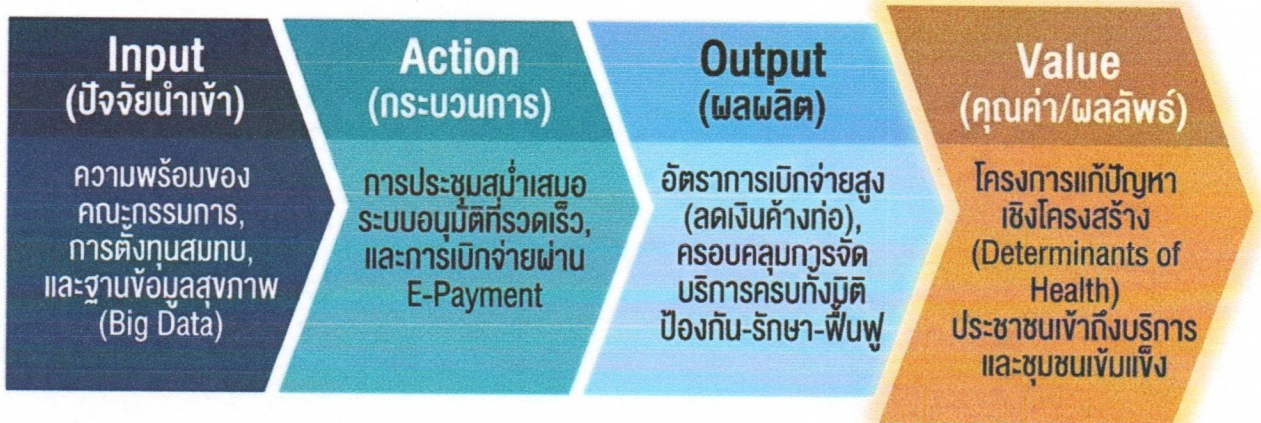 Input
(ปัจจัยนำเข้า)
ความพร้อมของ
คณะกรรมการ,
การตั้งทุนสมทบ,
และฐานข้อมูลสุขภาพ
(Big Data)
Action
(กระบวนการ)
การประชุมสม่ำเสมอ
ระบบอนุมัติที่รวดเร็ว,
และการเบิกจ่ายผ่าน
E-Payment
Output
(ผลผลิต)
อัตราการเบิกจ่ายสูง
(ลดเงินค้างท่อ),
ครอบคลุมการจัด
บริการครบทั้งมิติ
ป้องกัน-รักษา-ฟื้นฟู
Value
(คุณค่า/ผลลัพธ์)
โครงการแก้ปัญหา
เชิงโครงสร้าง
(Determinants of
Health)
ประชาชนเข้าถึงบริการ
และชุมชนเข้มแข็ง